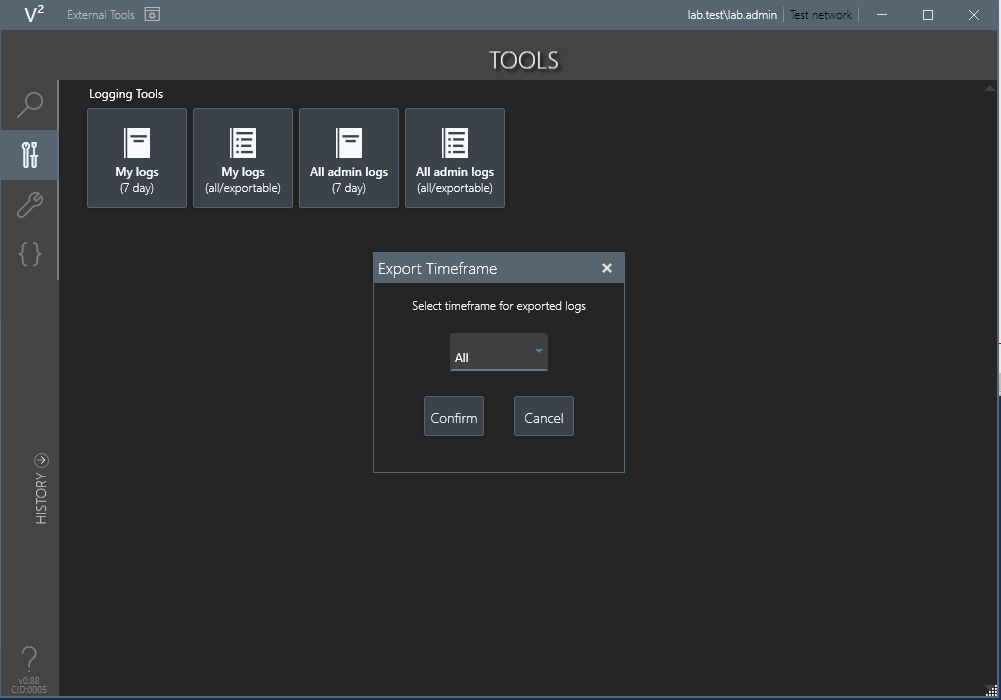 V²
External Tools
lab.test\lab.admin
Test network
TOOLS
Logging Tools
My logs
(7 day)
My logs
(all/exportable)
All admin logs
(7 day)
All admin logs
(all/exportable)
Export Timeframe
Select timeframe for exported logs
All
Confirm
Cancel
HISTORY
v0.88
CID:0005